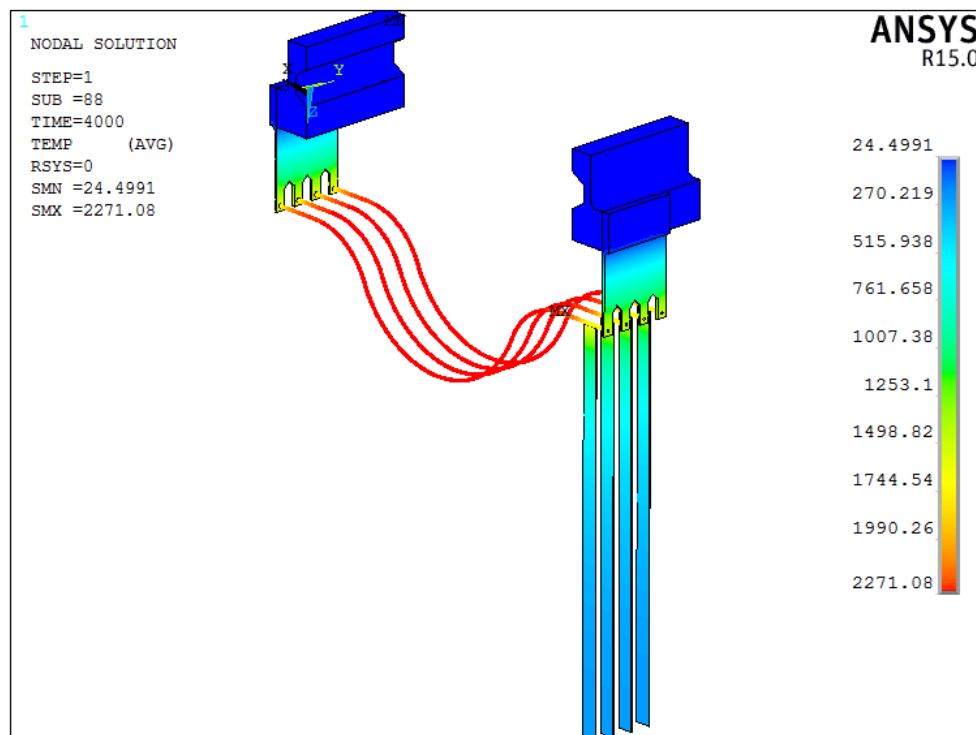 1
NODAL SOLUTION
STEP=1
SUB =88
TIME=4000
TEMP (AVG)
RSYS=0
SMN =24.4991
SMX =2271.08
MN
X
Y
Z
MX
ANSYS
R15.0
24.4991
270.219
515.938
761.658
1007.38
1253.1
1498.82
1744.54
1990.26
2271.08